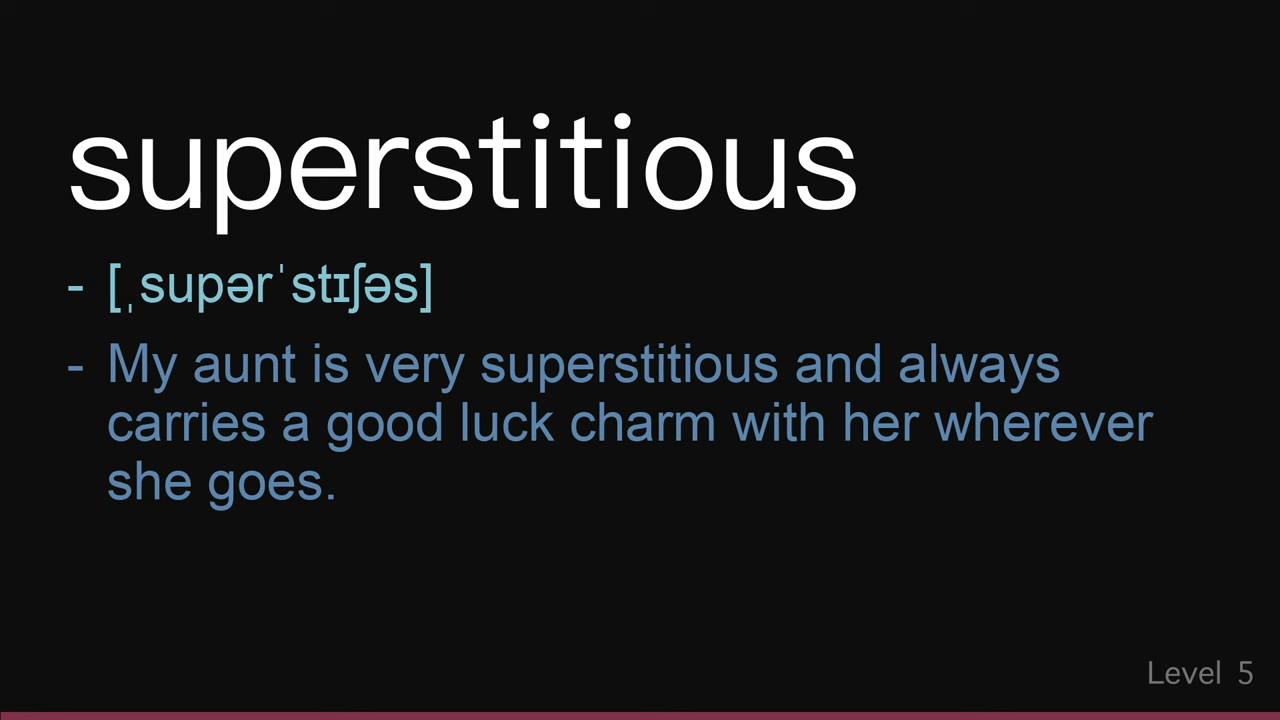 superstitious
- [ˌsupərˈstɪʃəs]
- My aunt is very superstitious and always
carries a good luck charm with her wherever
she goes.
Level 5